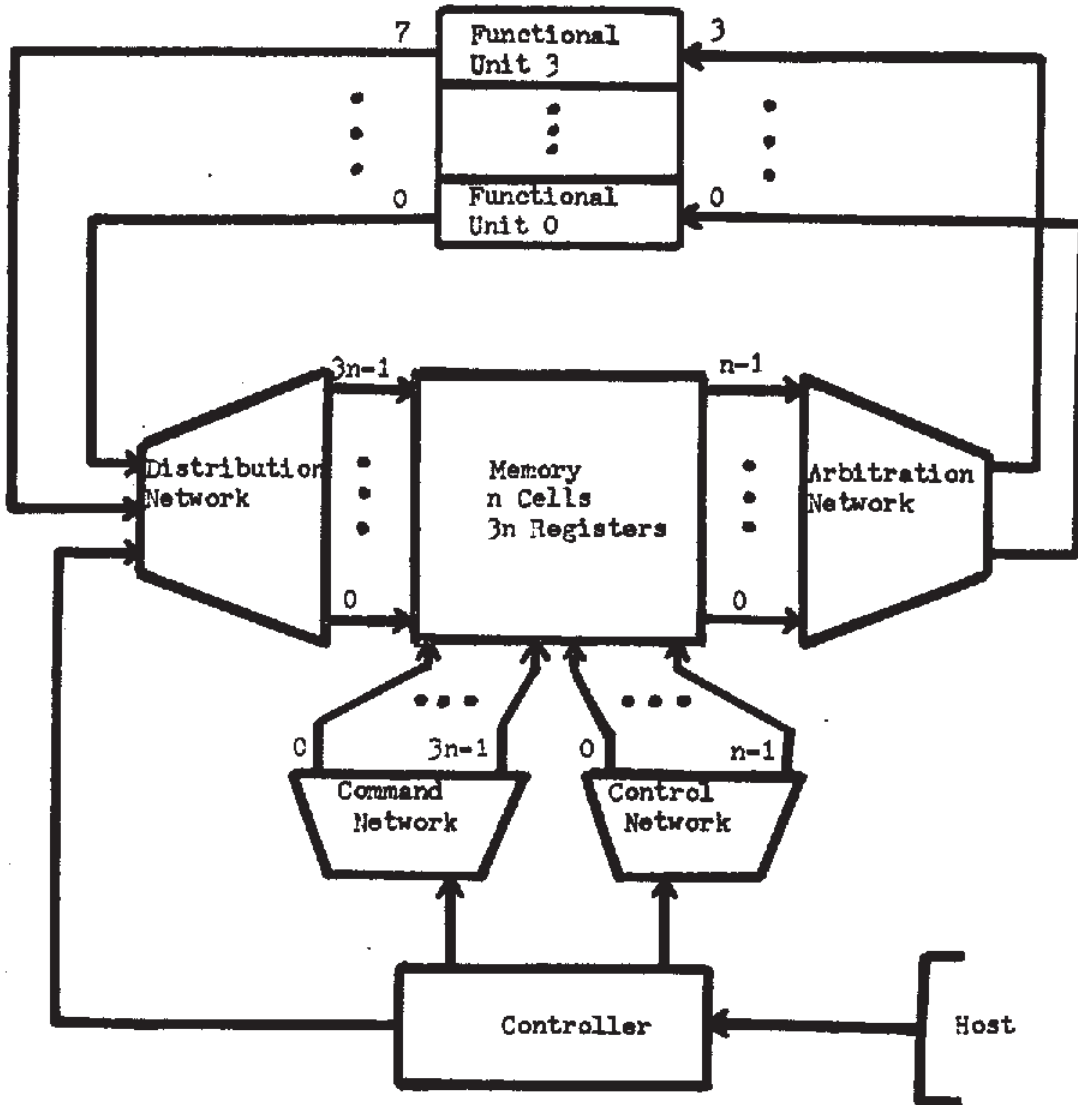 7
Functional
Unit 3
3
0
Functional
Unit 0
0
3n-1
n-1
Distribution
Network
Memory
n Cells
3n Registers
Arbitration
Network
0
0
0
3n-1
0
n-1
Command
Network
Control
Network
Controller
Host